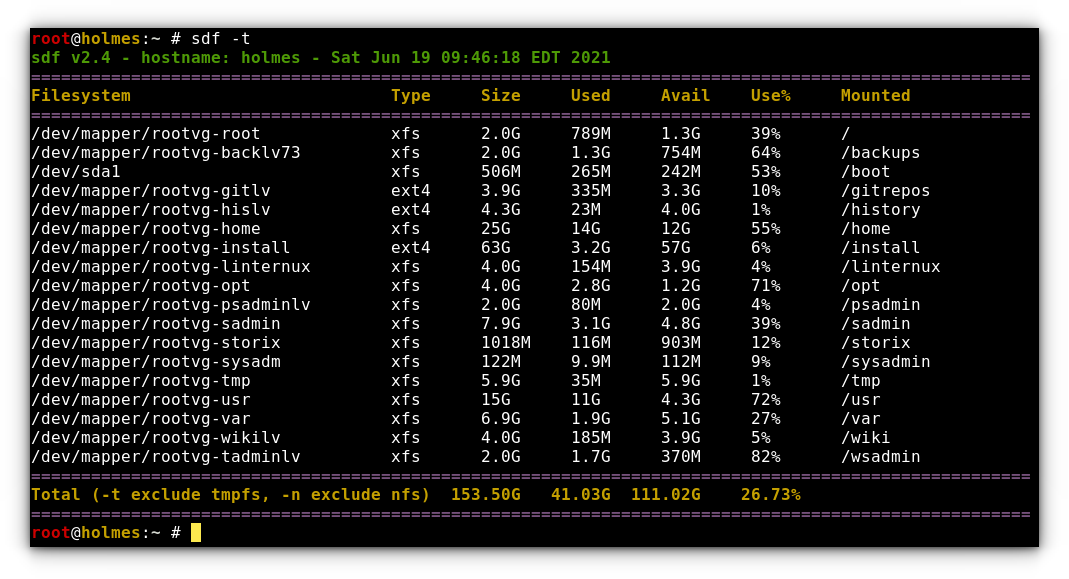 root@holmes:~ # sdf -t
sdf v2.4 - hostname: holmes - Sat Jun 19 09:46:18 EDT 2021
====================================================================================================
Filesystem                          Type     Size     Used     Avail    Use%     Mounted
====================================================================================================
/dev/mapper/rootvg-root             xfs      2.0G     789M     1.3G     39%      /
/dev/mapper/rootvg-backlv73         xfs      2.0G     1.3G     754M     64%      /backups
/dev/sda1                           xfs      506M     265M     242M     53%      /boot
/dev/mapper/rootvg-gitlv            ext4     3.9G     335M     3.3G     10%      /gitrepos
/dev/mapper/rootvg-hislv            ext4     4.3G     23M      4.0G     1%       /history
/dev/mapper/rootvg-home             xfs      25G      14G      12G      55%      /home
/dev/mapper/rootvg-install          ext4     63G      3.2G     57G      6%       /install
/dev/mapper/rootvg-linternux        xfs      4.0G     154M     3.9G     4%       /linternux
/dev/mapper/rootvg-opt              xfs      4.0G     2.8G     1.2G     71%      /opt
/dev/mapper/rootvg-psadminlv        xfs      2.0G     80M      2.0G     4%       /psadmin
/dev/mapper/rootvg-sadmin           xfs      7.9G     3.1G     4.8G     39%      /sadmin
/dev/mapper/rootvg-storix           xfs      1018M    116M     903M     12%      /storix
/dev/mapper/rootvg-sysadm           xfs      122M     9.9M     112M     9%       /sysadmin
/dev/mapper/rootvg-tmp              xfs      5.9G     35M      5.9G     1%       /tmp
/dev/mapper/rootvg-usr              xfs      15G      11G      4.3G     72%      /usr
/dev/mapper/rootvg-var              xfs      6.9G     1.9G     5.1G     27%      /var
/dev/mapper/rootvg-wikilv           xfs      4.0G     185M     3.9G     5%       /wiki
/dev/mapper/rootvg-tadminlv         xfs      2.0G     1.7G     370M     82%      /wsadmin
====================================================================================================
Total (-t exclude tmpfs, -n exclude nfs)  153.50G   41.03G  111.02G    26.73%
====================================================================================================
root@holmes:~ #